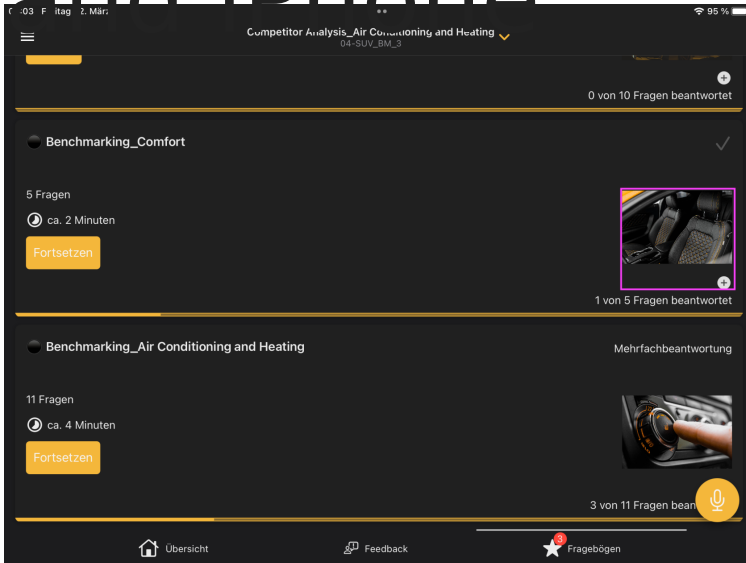 and iPhone
95 %
Competitor Analysis_Air Conditioning and Heating
04-SUV_BM_3
0 von 10 Fragen beantwortet
Benchmarking_Comfort
5 Fragen
ca. 2 Minuten
Fortsetzen
1 von 5 Fragen beantwortet
Benchmarking_Air Conditioning and Heating
Mehrfachbeantwortung
11 Fragen
ca. 4 Minuten
Fortsetzen
3 von 11 Fragen
3
Übersicht
Feedback
Fragebögen